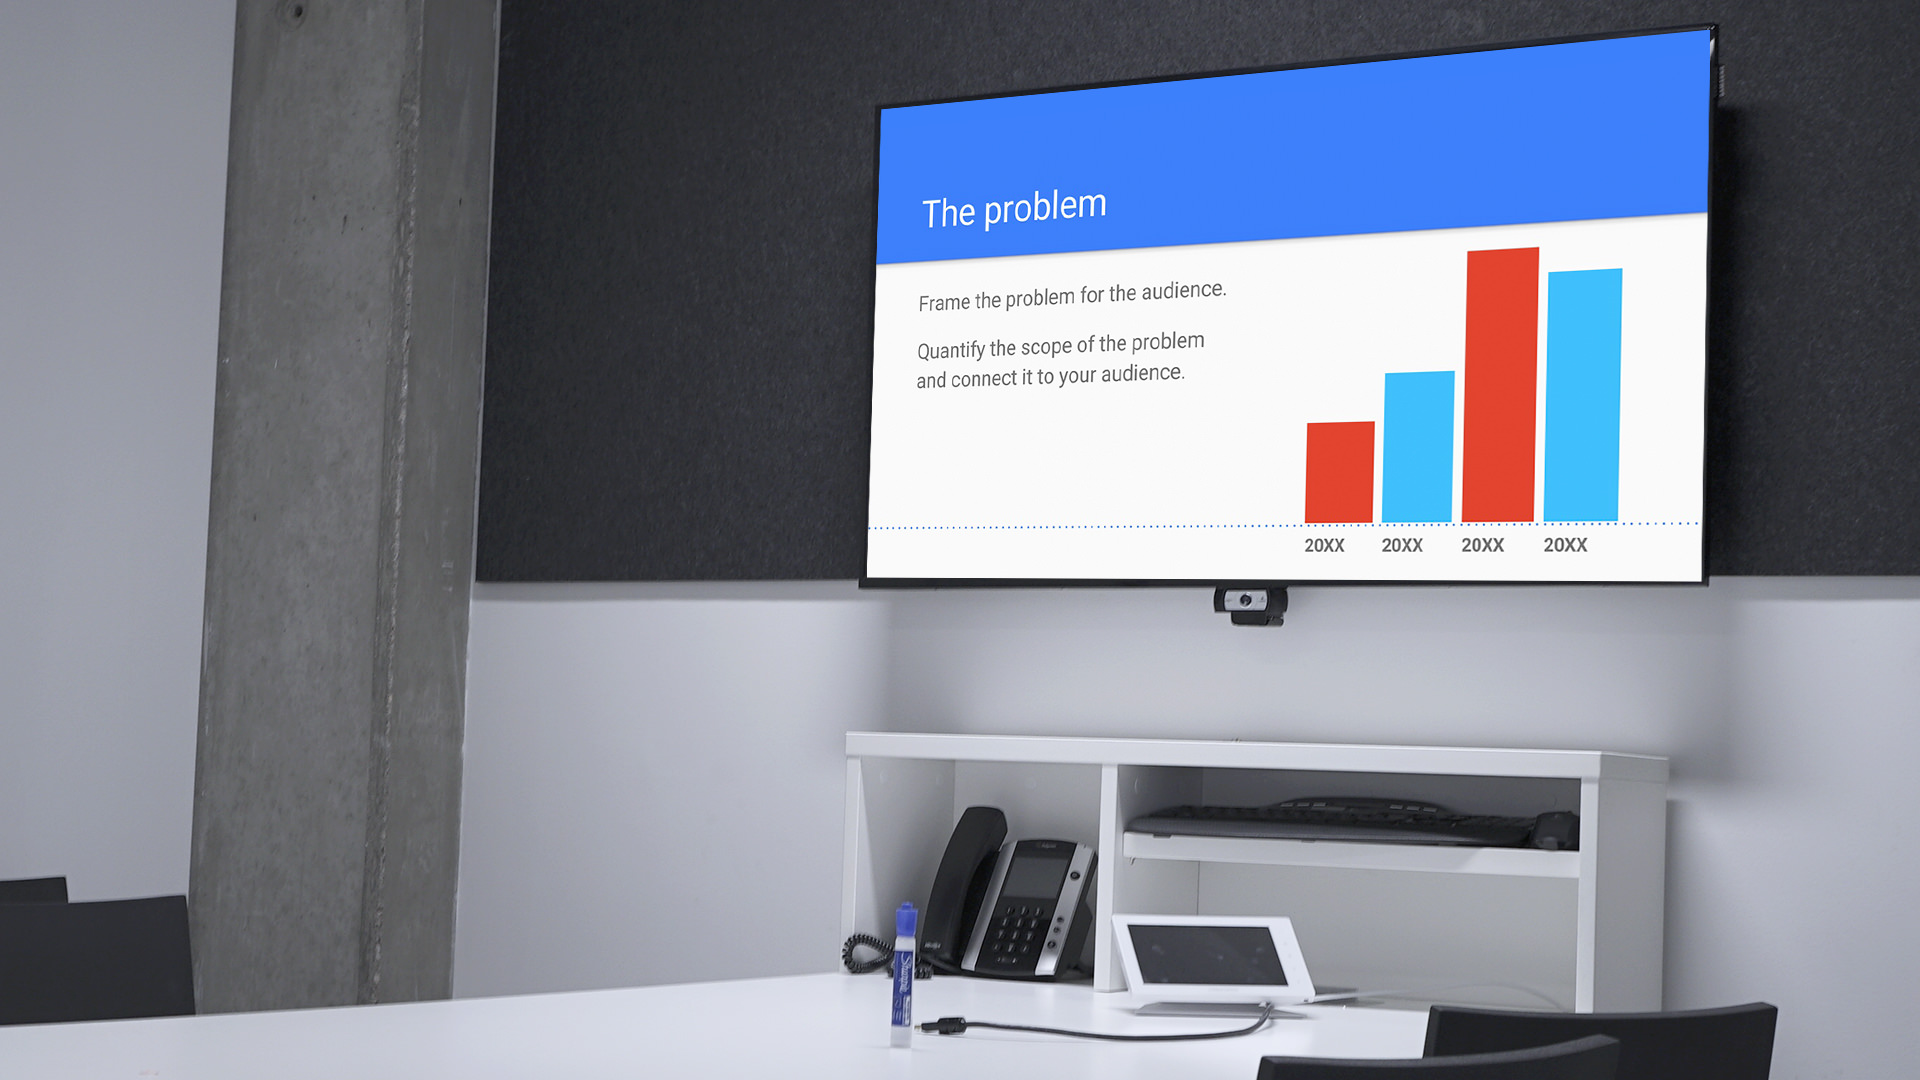 The problem
Frame the problem for the audience.
Quantify the scope of the problem
and connect it to your audience.
20XX 20XX 20XX 20XX
Sharpie